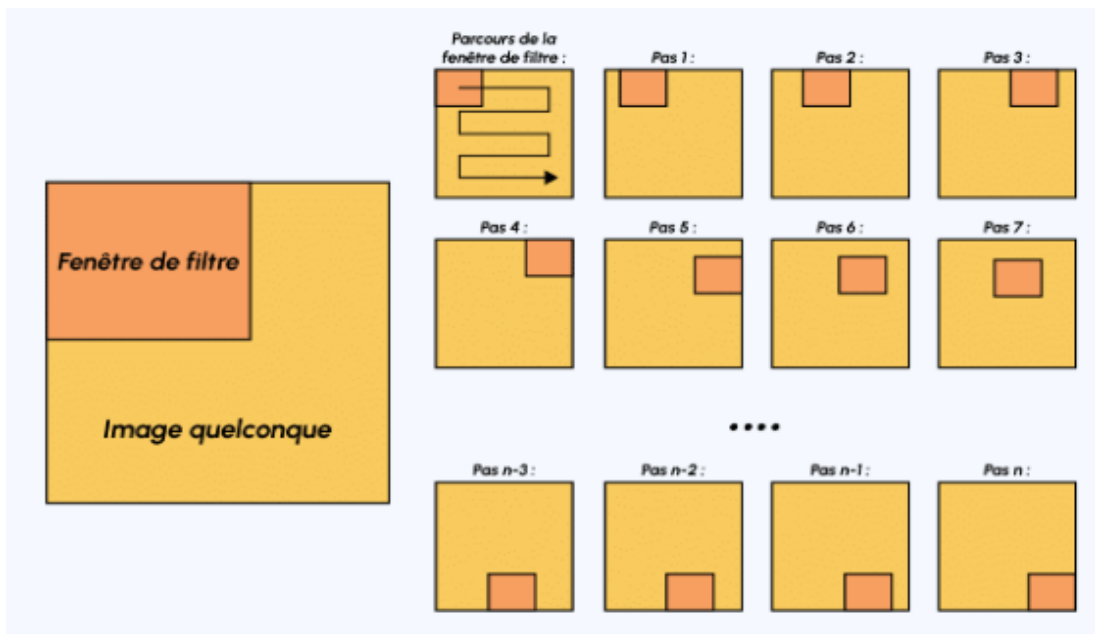 Parcours de la
fenêtre de filtre :
Pas 1 :
Pas 2 :
Pas 3 :
Fenêtre de filtre
Image quelconque
Pas 4 :
Pas 5 :
Pas 6 :
Pas 7 :
....
Pas n-3 :
Pas n-2 :
Pas n-1 :
Pas n :